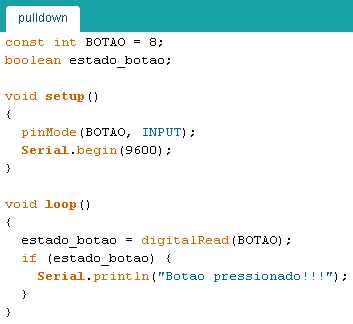 pulldown
const int BOTAO = 8;
boolean estado_botao;
void setup()
{
pinMode(BOTAO, INPUT);
Serial.begin(9600);
}
void loop()
{
estado_botao = digitalRead(BOTAO);
if (estado_botao) {
Serial.println("Botao pressionado!!!");
}
}